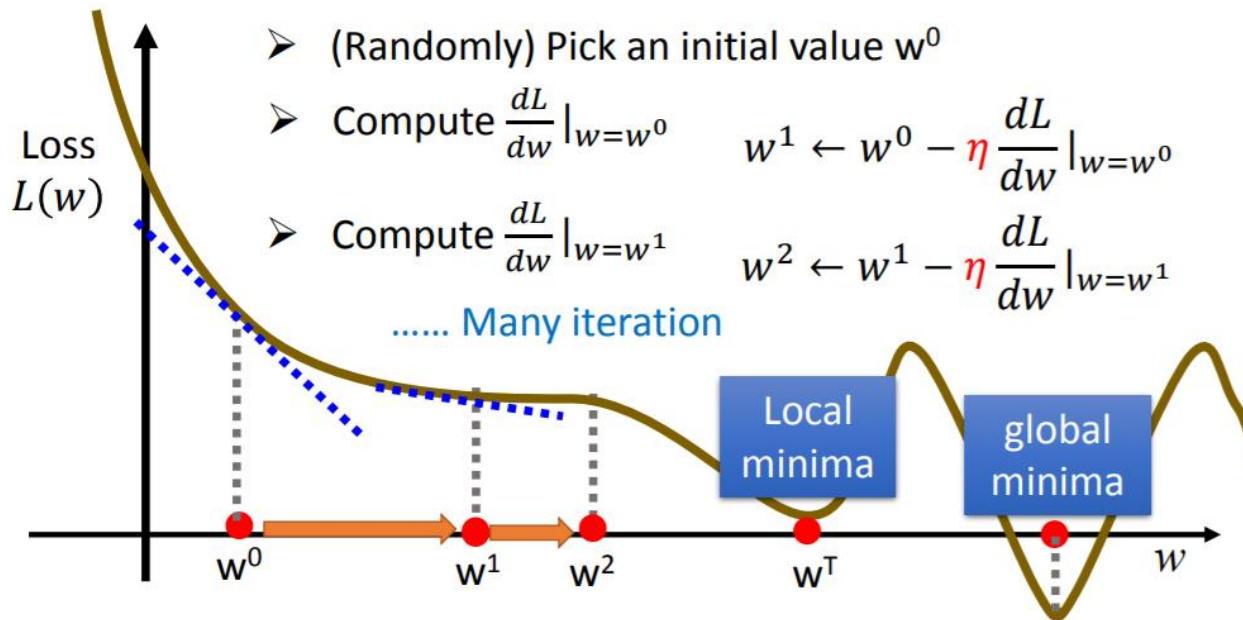 ➢ (Randomly) Pick an initial value w⁰
➢ Compute dL/dw |w=w⁰
w¹ ← w⁰ − η dL/dw |w=w⁰
Loss
L(w)
➢ Compute dL/dw |w=w¹
w² ← w¹ − η dL/dw |w=w¹
...... Many iteration
Local
minima
global
minima
w⁰
w¹
w²
wᵀ
w